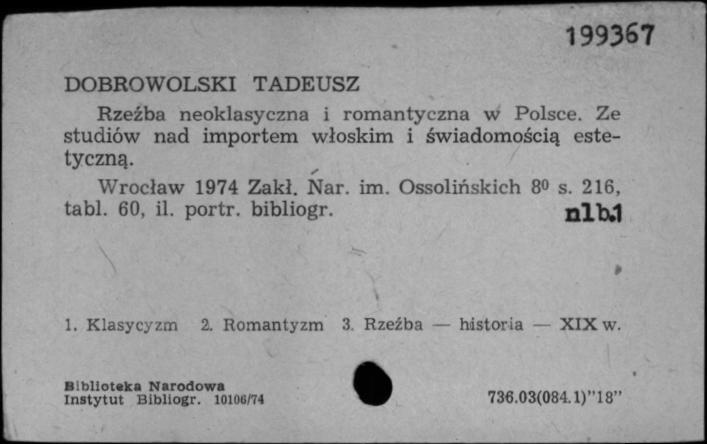 199367
DOBROWOLSKI TADEUSZ
Rzeźba neoklasyczna i romantyczna w Polsce. Ze
studiów nad importem włoskim i świadomością este-
tyczną.
Wrocław 1974 Zakł. Nar. im. Ossolińskich 8⁰ s. 216,
tabl. 60, il. portr. bibliogr.
nlb.1
1. Klasycyzm 2. Romantyzm 3. Rzeźba — historia — XIX w.
Biblioteka Narodowa
Instytut Bibliogr. 10106/74
736.03(084.1)"18"